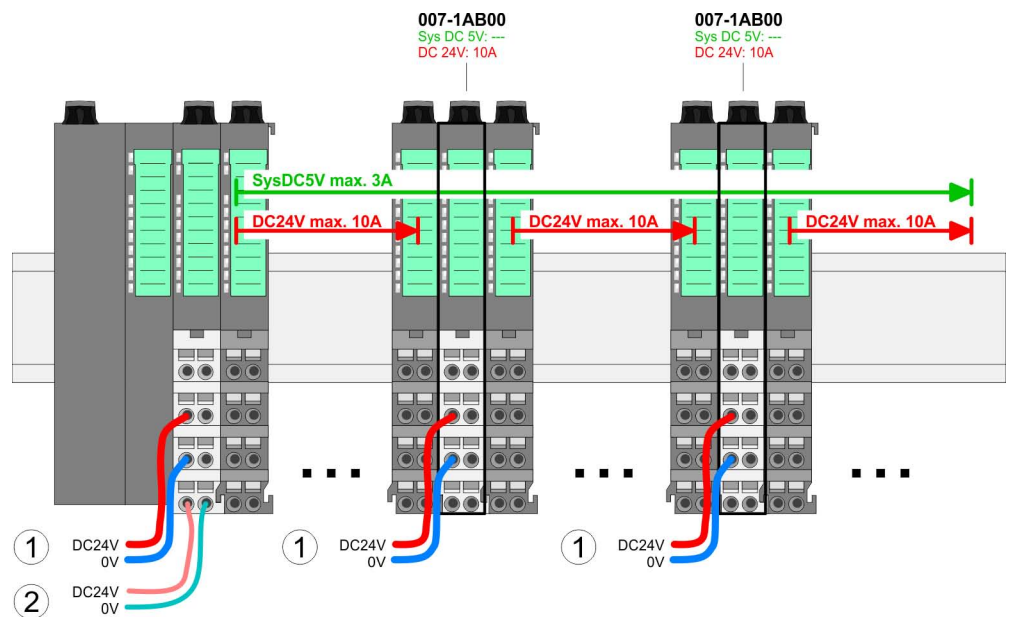 007-1AB00
Sys DC 5V: ---
DC 24V: 10A
007-1AB00
Sys DC 5V: ---
DC 24V: 10A
SysDC5V max. 3A
DC24V max. 10A
DC24V max. 10A
DC24V max. 10A
1
DC24V
0V
1
DC24V
0V
1
DC24V
0V
2
DC24V
0V